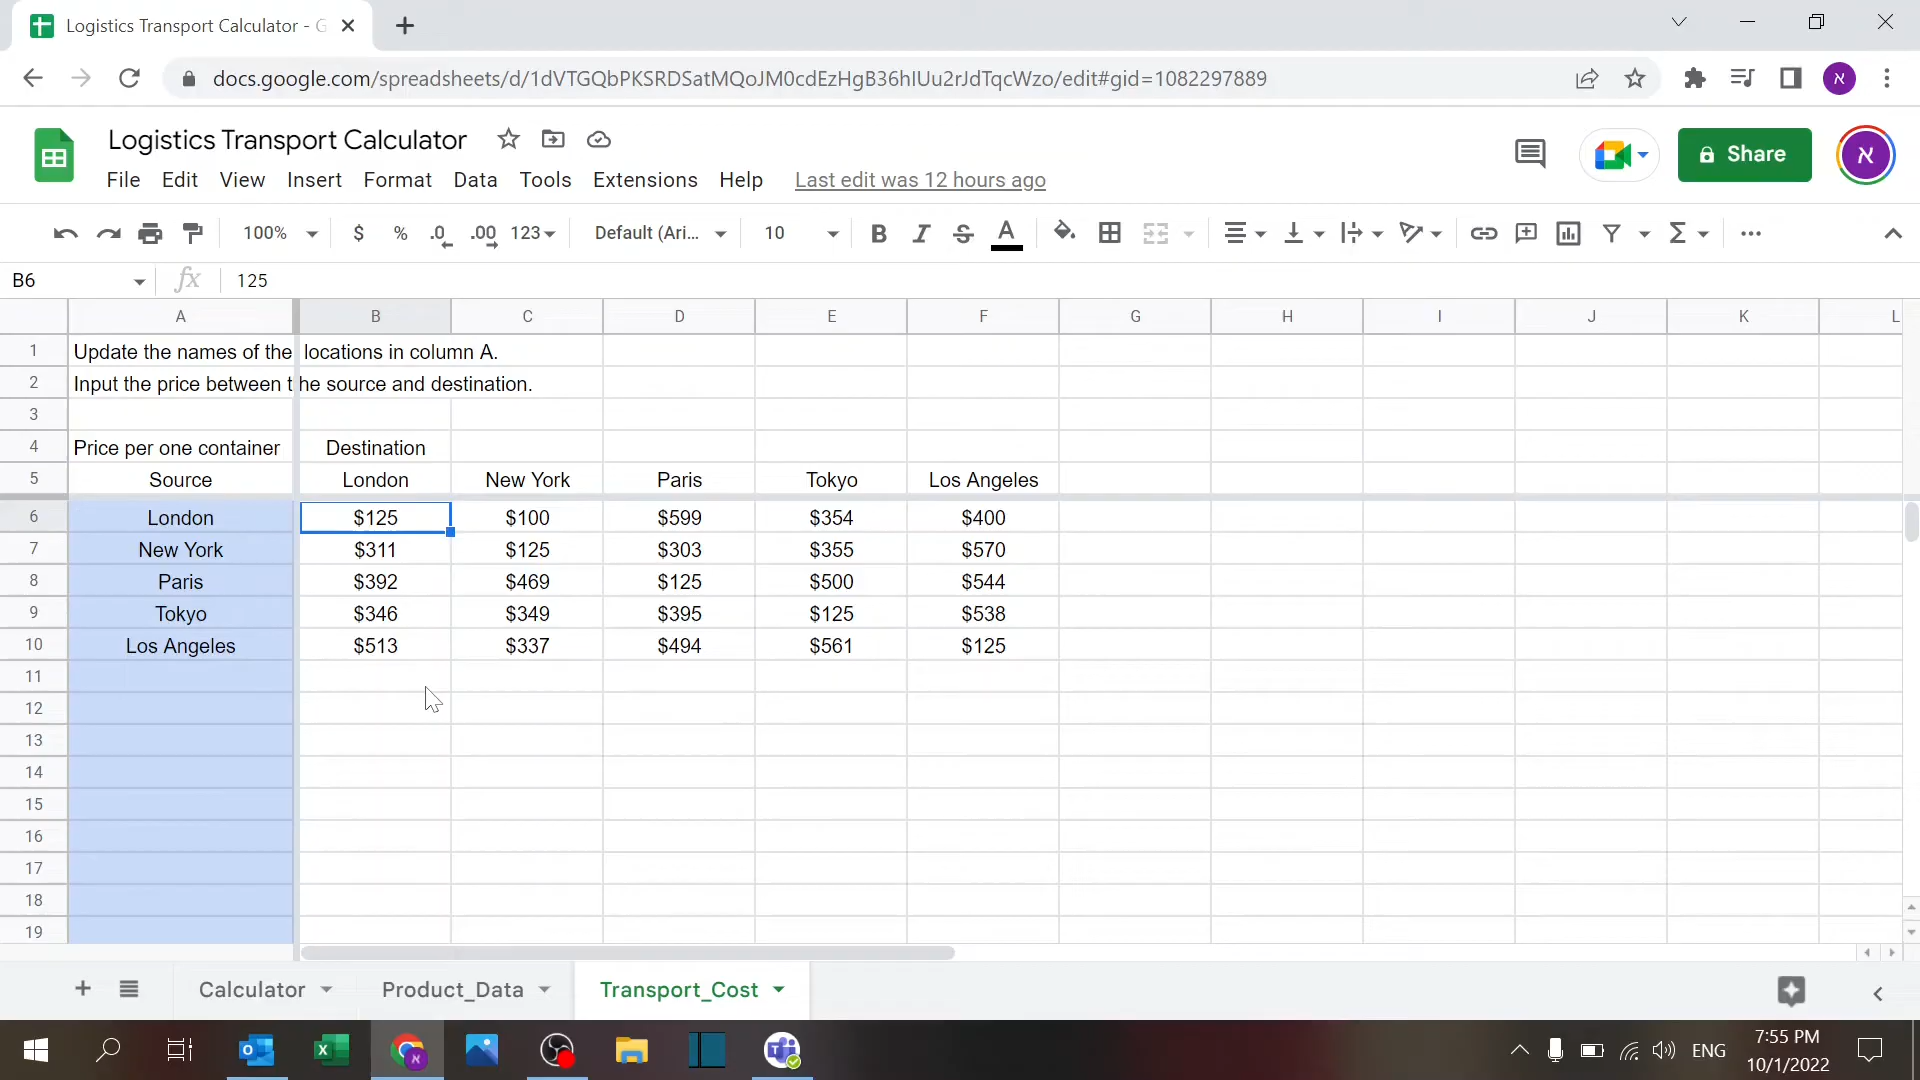 Logistics Transport Calculator - G
docs.google.com/spreadsheets/d/1dVTGQbPKSRDSatMQoJM0cdEzHgB36hIUu2rJdTqcWzo/edit#gid=1082297889
א
Logistics Transport Calculator
Share
א
File Edit View Insert Format Data Tools Extensions Help Last edit was 12 hours ago
100% $ % .0 .00 123 Default (Ari... 10 B I S A Σ
B6 fx 125
A B C D E F G H I J K L
1 Update the names of the locations in column A.
2 Input the price between the source and destination.
3
4 Price per one container Destination
5 Source London New York Paris Tokyo Los Angeles
6 London $125 $100 $599 $354 $400
7 New York $311 $125 $303 $355 $570
8 Paris $392 $469 $125 $500 $544
9 Tokyo $346 $349 $395 $125 $538
10 Los Angeles $513 $337 $494 $561 $125
11
12
13
14
15
16
17
18
19
Calculator Product_Data Transport_Cost
ENG
7:55 PM
10/1/2022